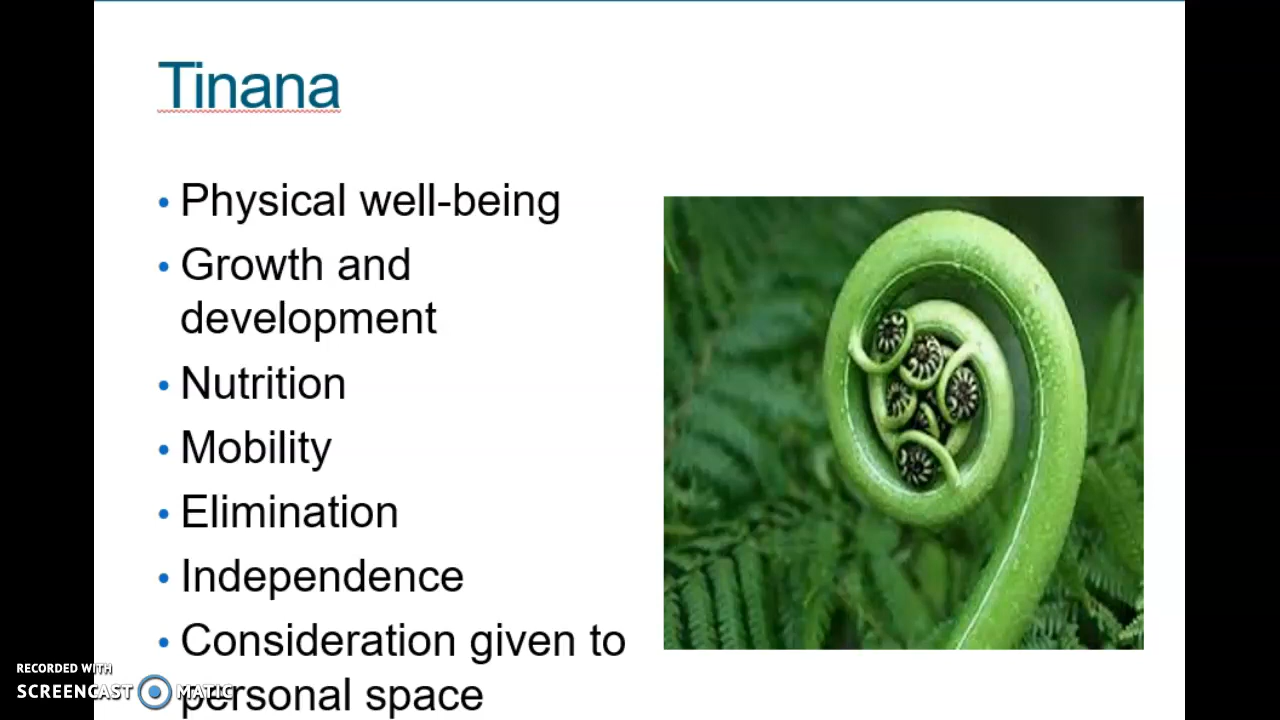 Tinana
• Physical well-being
• Growth and
development
• Nutrition
• Mobility
• Elimination
• Independence
• Consideration given to
personal space
RECORDED WITH
SCREENCAST MATIC